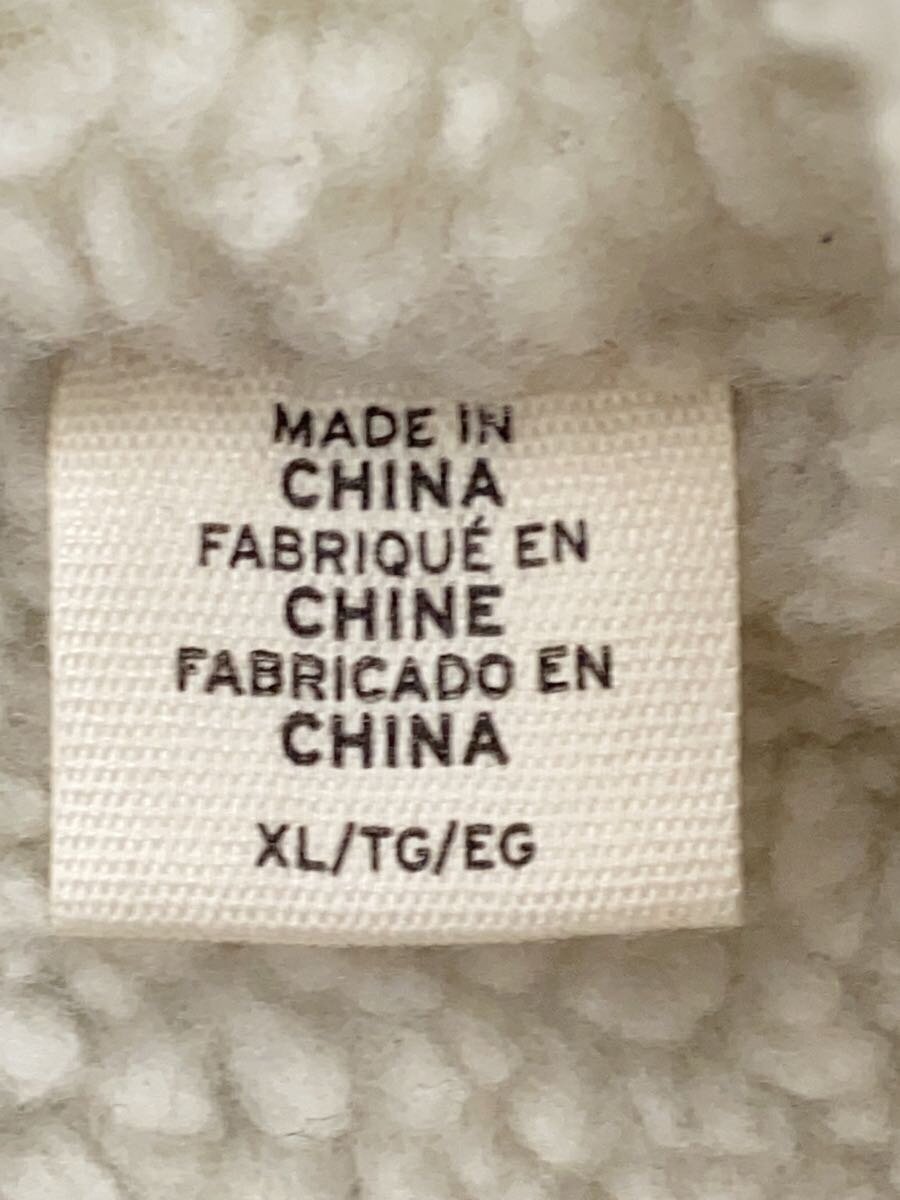 MADE IN
CHINA
FABRIQUÉ EN
CHINE
FABRICADO EN
CHINA
XL/TG/EG